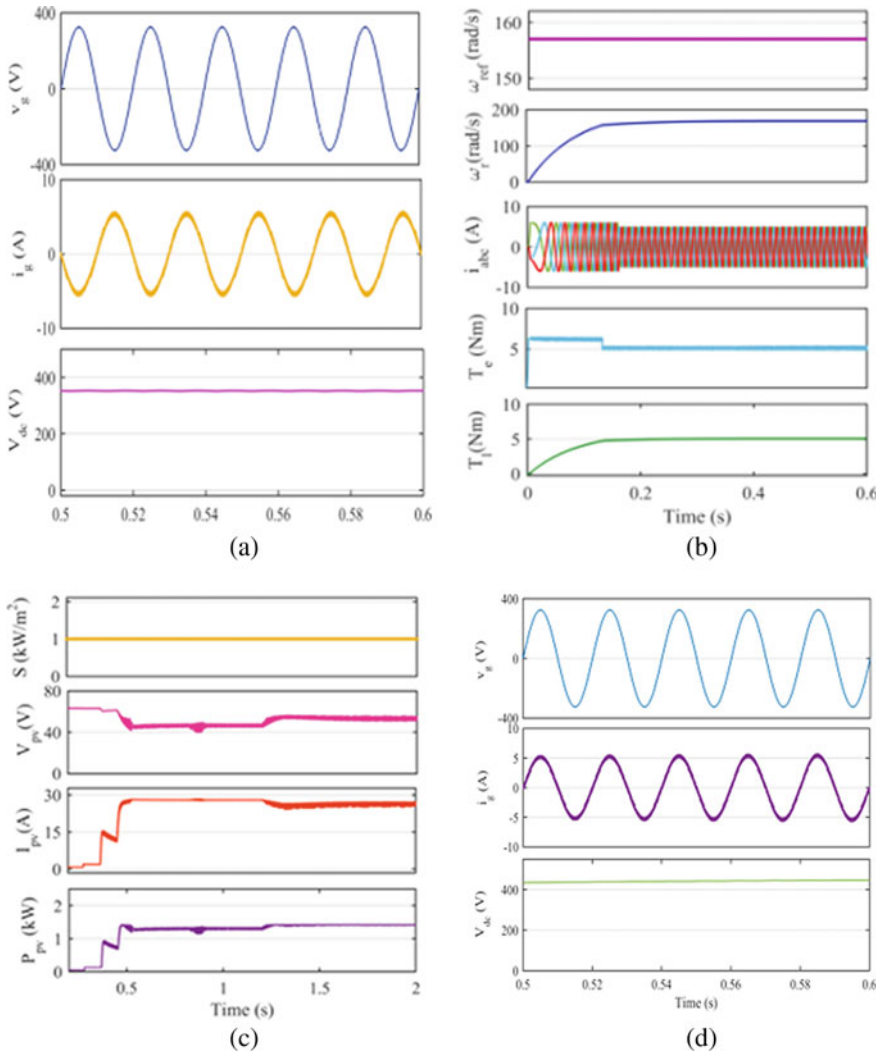 400
0
-400
v_g (V)
10
0
-10
i_g (A)
400
200
0
V_dc (V)
0.5 0.52 0.54 0.56 0.58 0.6
(a)
160
150
ω_ref (rad/s)
200
100
0
ω_r (rad/s)
10
0
-10
i_abc (A)
10
5
T_e (Nm)
10
5
0
T_l (Nm)
0 0.2 0.4 0.6
Time (s)
(b)
2
1
0
S (kW/m²)
80
40
0
V_pv (V)
30
15
0
I_pv (A)
2
1
0
P_pv (kW)
0.5 1 1.5 2
Time (s)
(c)
400
0
-400
v_g (V)
10
5
0
-5
-10
i_g (A)
400
200
0
V_dc (V)
0.5 0.52 0.54 0.56 0.58 0.6
Time (s)
(d)